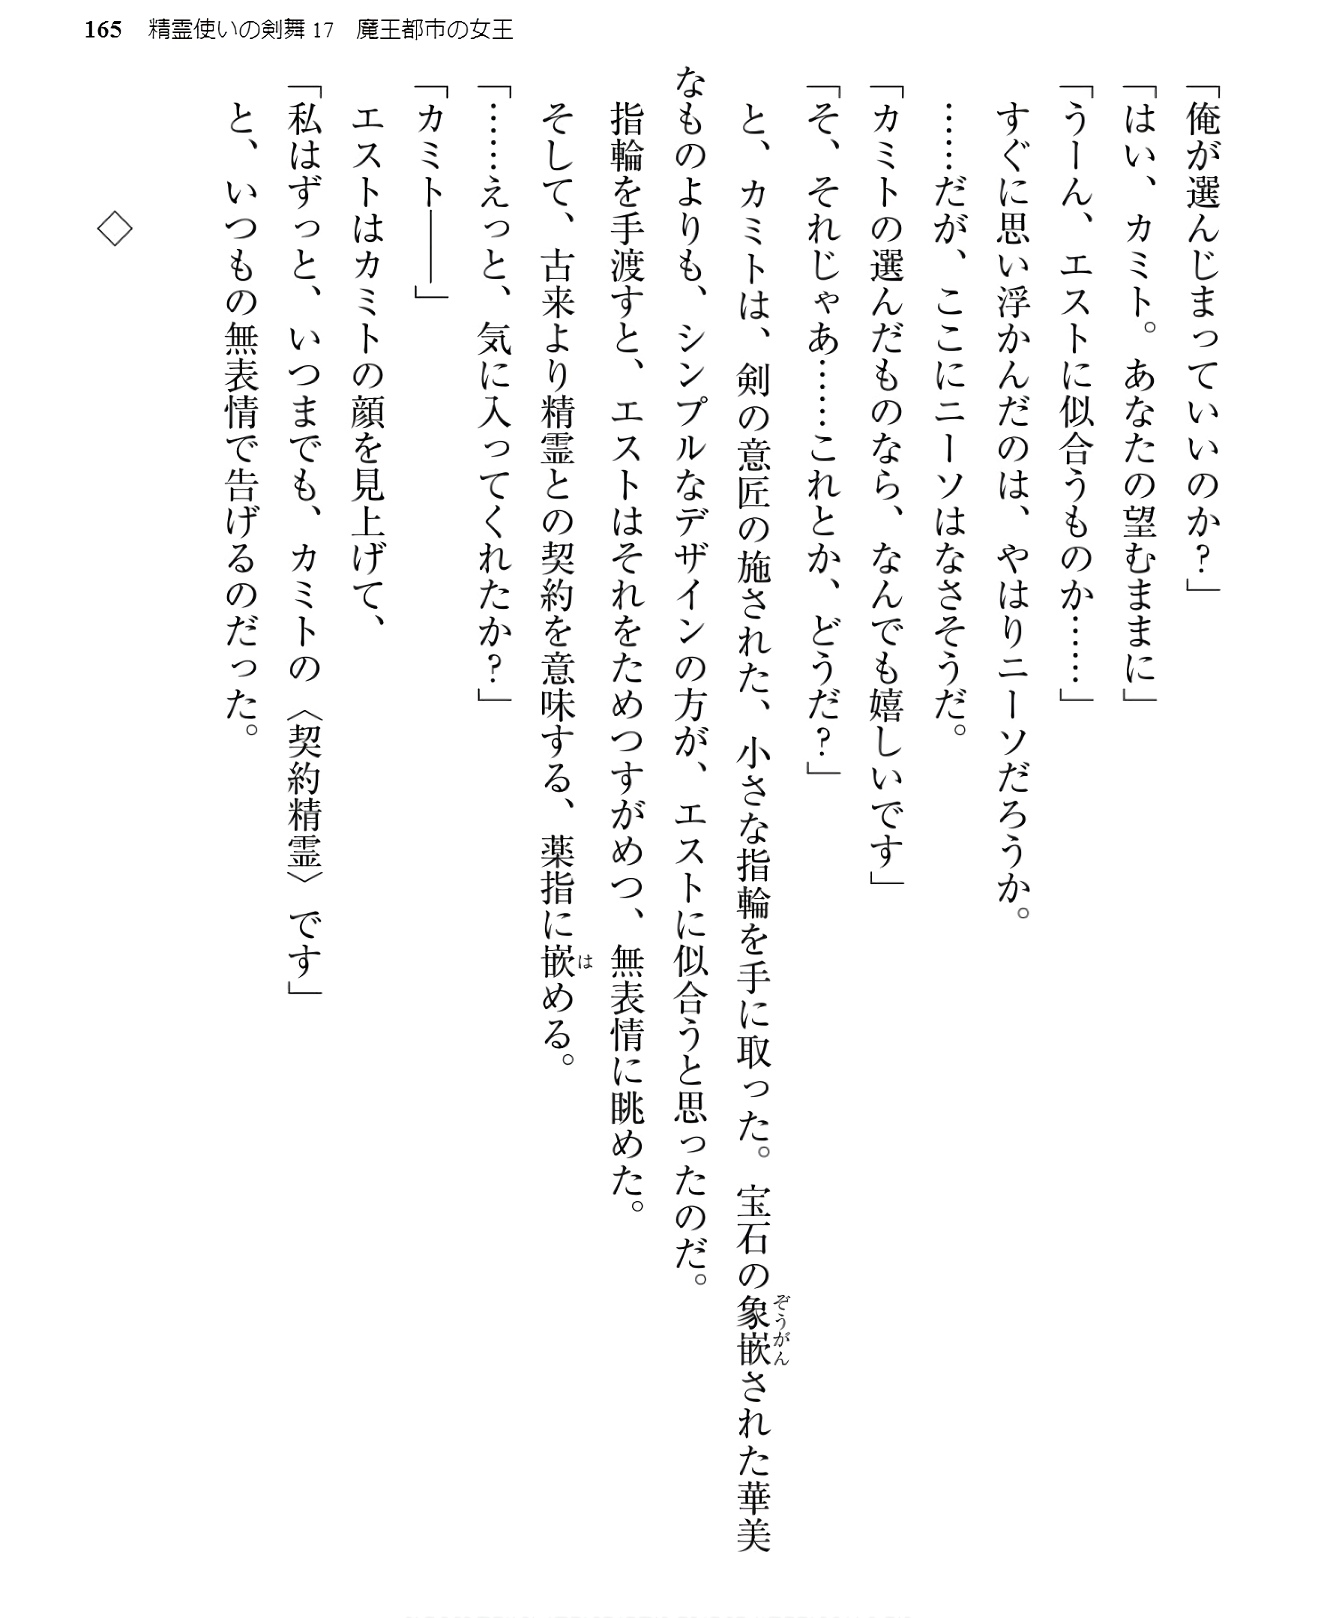 165　精霊使いの剣舞17　魔王都市の女王
「俺が選んじまっていいのか？」
「はい、カミト。あなたの望むままに」
「うーん、エストに似合うものか……」
すぐに思い浮かんだのは、やはりニーソだろうか。
……だが、ここにニーソはなさそうだ。
「カミトの選んだものなら、なんでも嬉しいです」
「そ、それじゃあ……これとか、どうだ？」
と、カミトは、剣の意匠の施された、小さな指輪を手に取った。宝石の象嵌された華美
なものよりも、シンプルなデザインの方が、エストに似合うと思ったのだ。
指輪を手渡すと、エストはそれをためつすがめつ、無表情に眺めた。
そして、古来より精霊との契約を意味する、薬指に嵌める。
「……えっと、気に入ってくれたか？」
「カミト――」
エストはカミトの顔を見上げて、
「私はずっと、いつまでも、カミトの〈契約精霊〉です」
と、いつもの無表情で告げるのだった。
◇